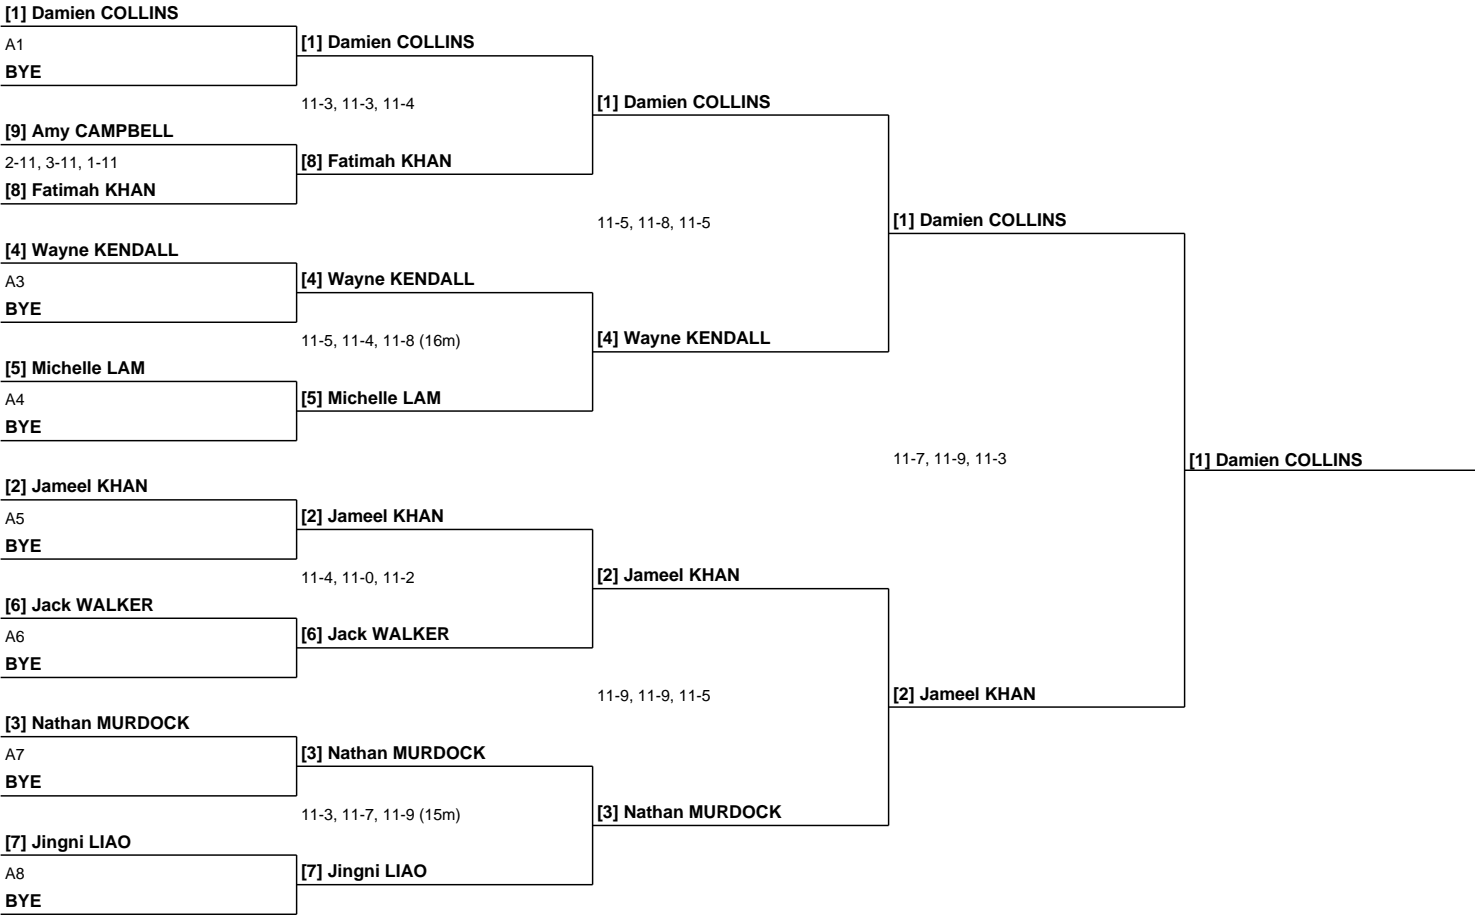 [1] Damien COLLINS
A1
BYE
[9] Amy CAMPBELL
2-11, 3-11, 1-11
[8] Fatimah KHAN
[4] Wayne KENDALL
A3
BYE
[5] Michelle LAM
A4
BYE
[2] Jameel KHAN
A5
BYE
[6] Jack WALKER
A6
BYE
[3] Nathan MURDOCK
A7
BYE
[7] Jingni LIAO
A8
BYE
[1] Damien COLLINS
11-3, 11-3, 11-4
[8] Fatimah KHAN
[4] Wayne KENDALL
11-5, 11-4, 11-8 (16m)
[5] Michelle LAM
[2] Jameel KHAN
11-4, 11-0, 11-2
[6] Jack WALKER
[3] Nathan MURDOCK
11-3, 11-7, 11-9 (15m)
[7] Jingni LIAO
[1] Damien COLLINS
11-5, 11-8, 11-5
[4] Wayne KENDALL
[2] Jameel KHAN
11-9, 11-9, 11-5
[3] Nathan MURDOCK
[1] Damien COLLINS
11-7, 11-9, 11-3
[2] Jameel KHAN
[1] Damien COLLINS